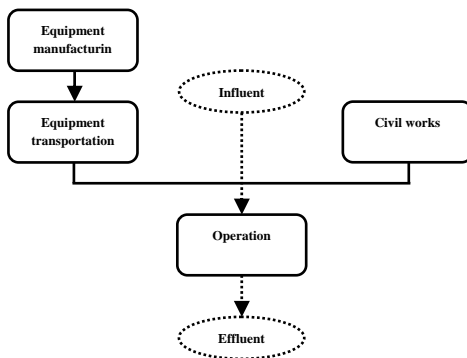 Equipment
manufacturin
Influent
Equipment
transportation
Civil works
Operation
Effluent